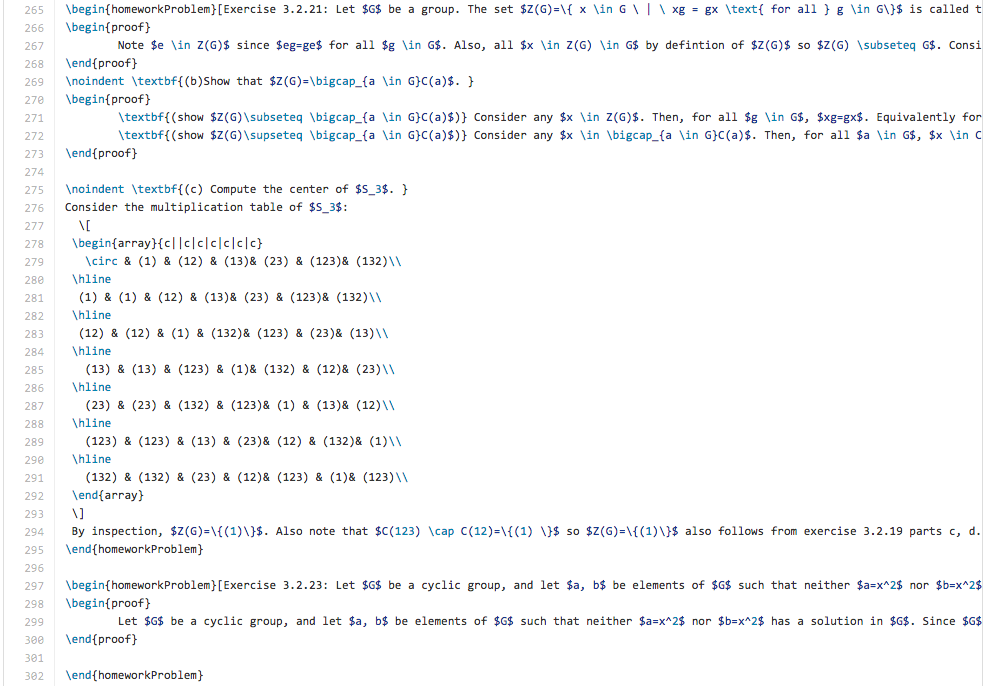 265 \begin{homeworkProblem}[Exercise 3.2.21: Let $G$ be a group. The set $Z(G)=\{ x \in G \ | \ xg = gx \text{ for all } g \in G\}$ is called t
266 \begin{proof}
267 Note $e \in Z(G)$ since $eg=ge$ for all $g \in G$. Also, all $x \in Z(G) \in G$ by defintion of $Z(G)$ so $Z(G) \subseteq G$. Consi
268 \end{proof}
269 \noindent \textbf{(b)Show that $Z(G)=\bigcap_{a \in G}C(a)$. }
270 \begin{proof}
271 \textbf{(show $Z(G)\subseteq \bigcap_{a \in G}C(a)$)} Consider any $x \in Z(G)$. Then, for all $g \in G$, $xg=gx$. Equivalently for
272 \textbf{(show $Z(G)\supseteq \bigcap_{a \in G}C(a)$)} Consider any $x \in \bigcap_{a \in G}C(a)$. Then, for all $a \in G$, $x \in C
273 \end{proof}
274
275 \noindent \textbf{(c) Compute the center of $S_3$. }
276 Consider the multiplication table of $S_3$:
277 \[
278 \begin{array}{c||c|c|c|c|c|c}
279 \circ & (1) & (12) & (13)& (23) & (123)& (132)\\
280 \hline
281 (1) & (1) & (12) & (13)& (23) & (123)& (132)\\
282 \hline
283 (12) & (12) & (1) & (132)& (123) & (23)& (13)\\
284 \hline
285 (13) & (13) & (123) & (1)& (132) & (12)& (23)\\
286 \hline
287 (23) & (23) & (132) & (123)& (1) & (13)& (12)\\
288 \hline
289 (123) & (123) & (13) & (23)& (12) & (132)& (1)\\
290 \hline
291 (132) & (132) & (23) & (12)& (123) & (1)& (123)\\
292 \end{array}
293 \]
294 By inspection, $Z(G)=\{(1)\}$. Also note that $C(123) \cap C(12)=\{(1) \}$ so $Z(G)=\{(1)\}$ also follows from exercise 3.2.19 parts c, d.
295 \end{homeworkProblem}
296
297 \begin{homeworkProblem}[Exercise 3.2.23: Let $G$ be a cyclic group, and let $a, b$ be elements of $G$ such that neither $a=x^2$ nor $b=x^2$
298 \begin{proof}
299 Let $G$ be a cyclic group, and let $a, b$ be elements of $G$ such that neither $a=x^2$ nor $b=x^2$ has a solution in $G$. Since $G$
300 \end{proof}
301
302 \end{homeworkProblem}